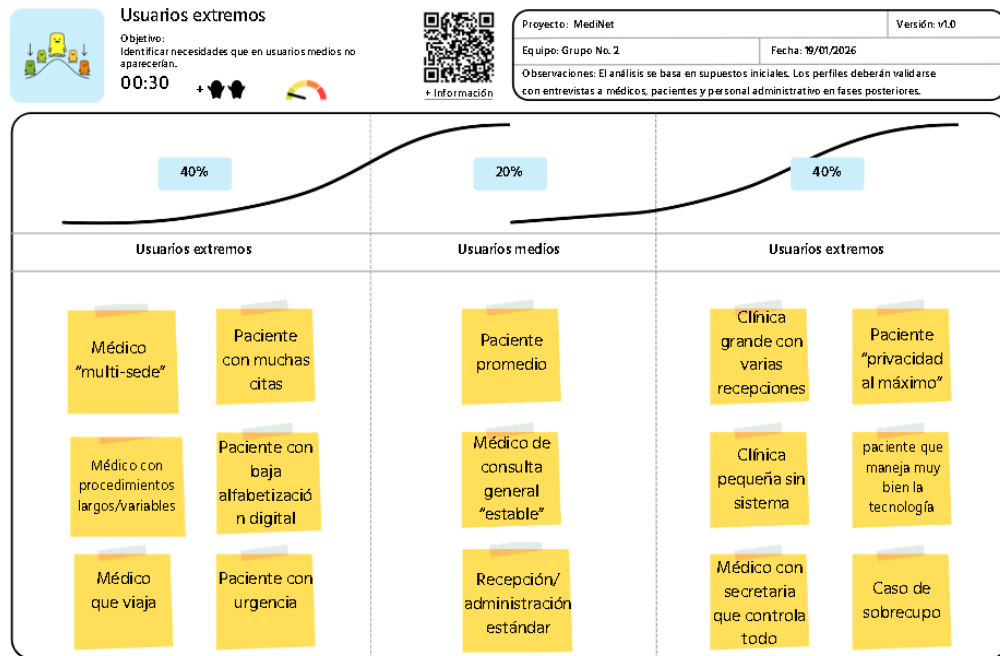 Usuarios extremos
Objetivo:
Identificar necesidades que en usuarios medios no
aparecerían.
00:30
+
+ Información
Proyecto: MediNet
Versión: v1.0
Equipo: Grupo No. 2
Fecha: 19/01/2026
Observaciones: El análisis se basa en supuestos iniciales. Los perfiles deberán validarse
con entrevistas a médicos, pacientes y personal administrativo en fases posteriores.
40%
20%
40%
Usuarios extremos
Usuarios medios
Usuarios extremos
Médico
"multi-sede"
Paciente
con muchas
citas
Paciente
promedio
Clínica
grande con
varias
recepciones
Paciente
"privacidad
al máximo"
Médico con
procedimientos
largos/variables
Paciente con
baja
alfabetizació
n digital
Médico de
consulta
general
"estable"
Clínica
pequeña sin
sistema
paciente que
maneja muy
bien la
tecnología
Médico
que viaja
Paciente con
urgencia
Recepción/
administración
estándar
Médico con
secretaria
que controla
todo
Caso de
sobrecupo